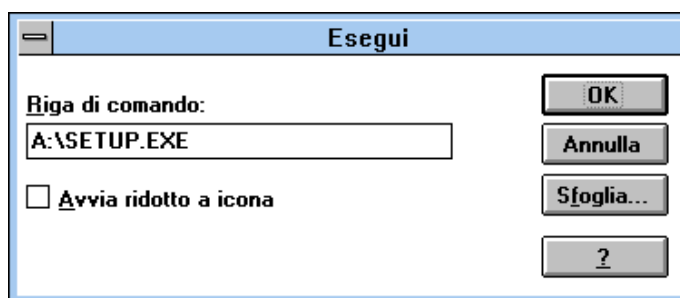 Esegui
Riga di comando:
A:\SETUP.EXE
Avvia ridotto a icona
OK
Annulla
Sfoglia...
?